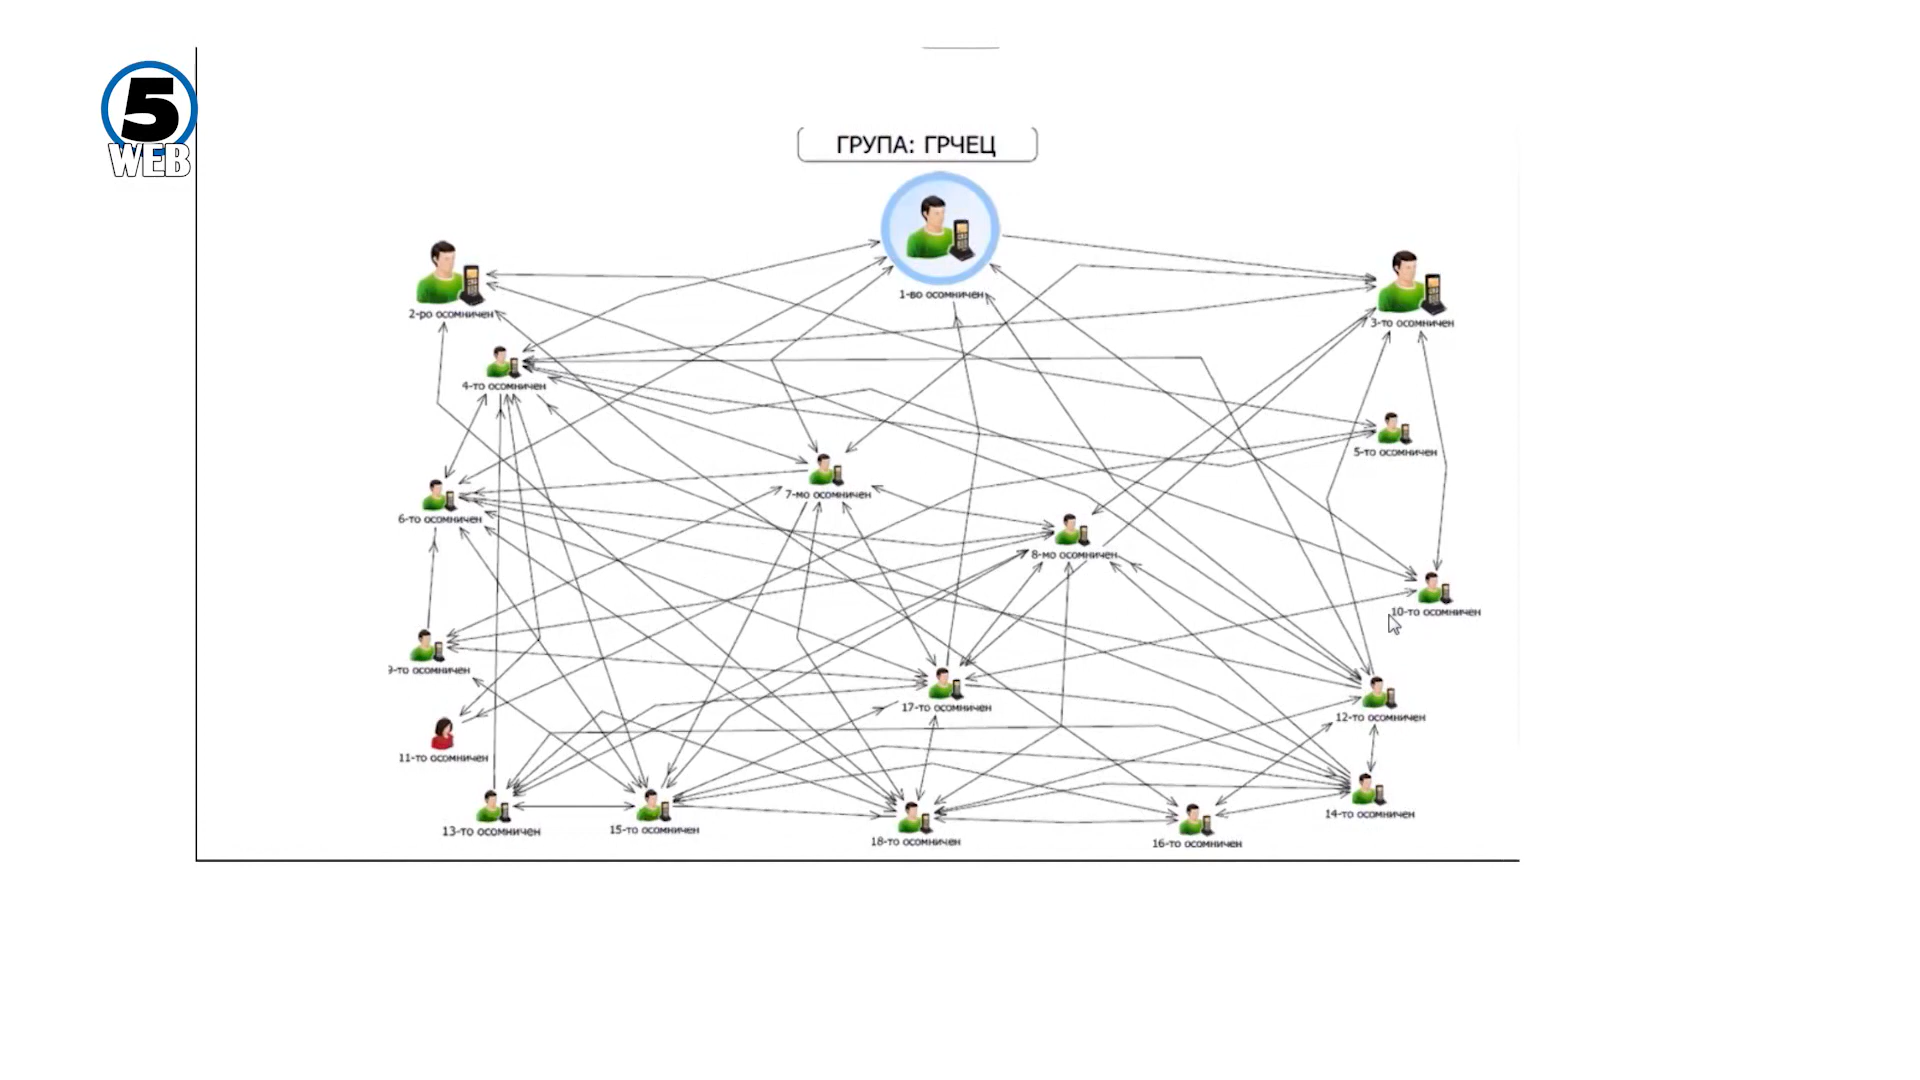 5
WEB
ГРУПА: ГРЧЕЦ
1-во осомничен
2-ро осомничен
3-то осомничен
4-то осомничен
5-то осомничен
7-мо осомничен
6-то осомничен
8-мо осомничен
10-то осомничен
9-то осомничен
17-то осомничен
12-то осомничен
11-то осомничен
14-то осомничен
13-то осомничен
15-то осомничен
18-то осомничен
16-то осомничен